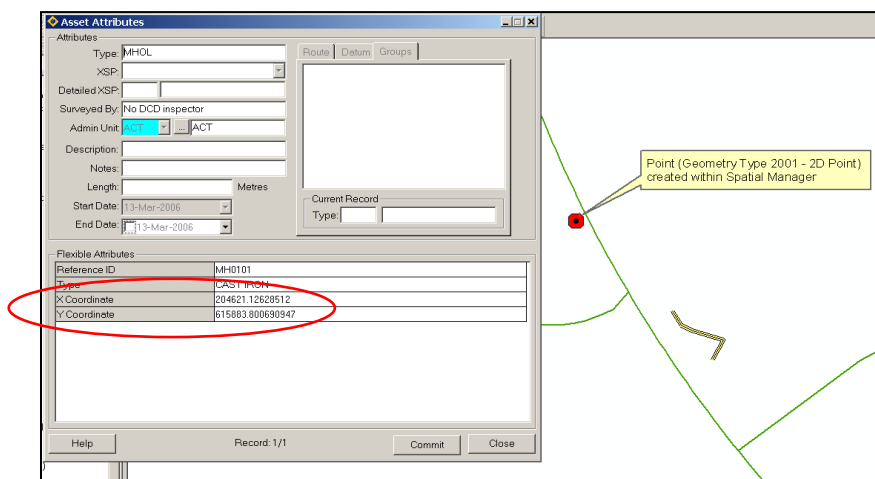 Asset Attributes
Attributes
Type: MHOL
XSP:
Detailed XSP:
Surveyed By: No DCD inspector
Admin Unit: ACT ... ACT
Description:
Notes:
Length: Metres
Start Date: 13-Mar-2006
End Date: 13-Mar-2006
Route Datum Groups
Current Record
Type:
Flexible Attributes
Reference ID MH0101
Type CAST IRON
X Coordinate 204621.12628512
Y Coordinate 615883.800690947
Help Record: 1/1 Commit Close
Point (Geometry Type 2001 - 2D Point)
created within Spatial Manager